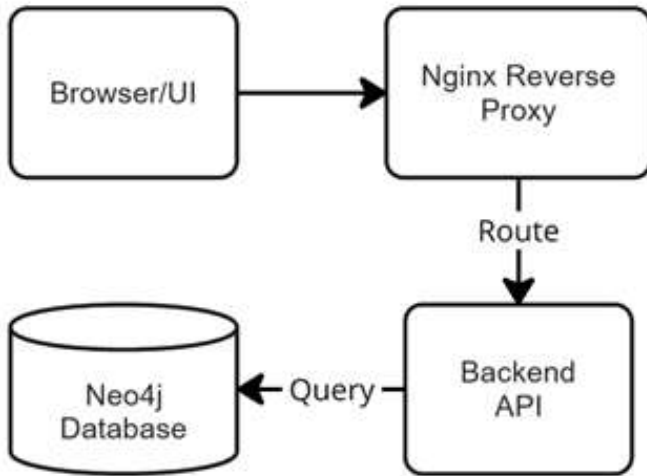 Browser/UI
Nginx Reverse
Proxy
Route
Backend
API
Query
Neo4j
Database